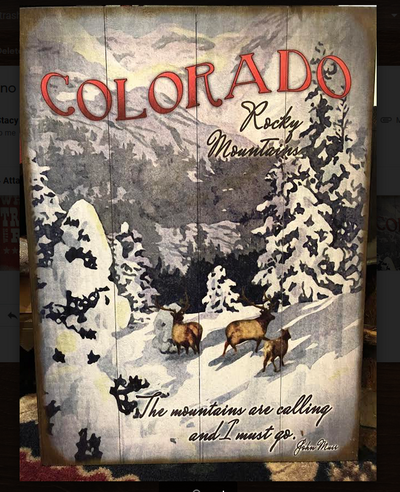 COLORADO
Rocky
Mountains
The mountains are calling
and I must go.
John Muir